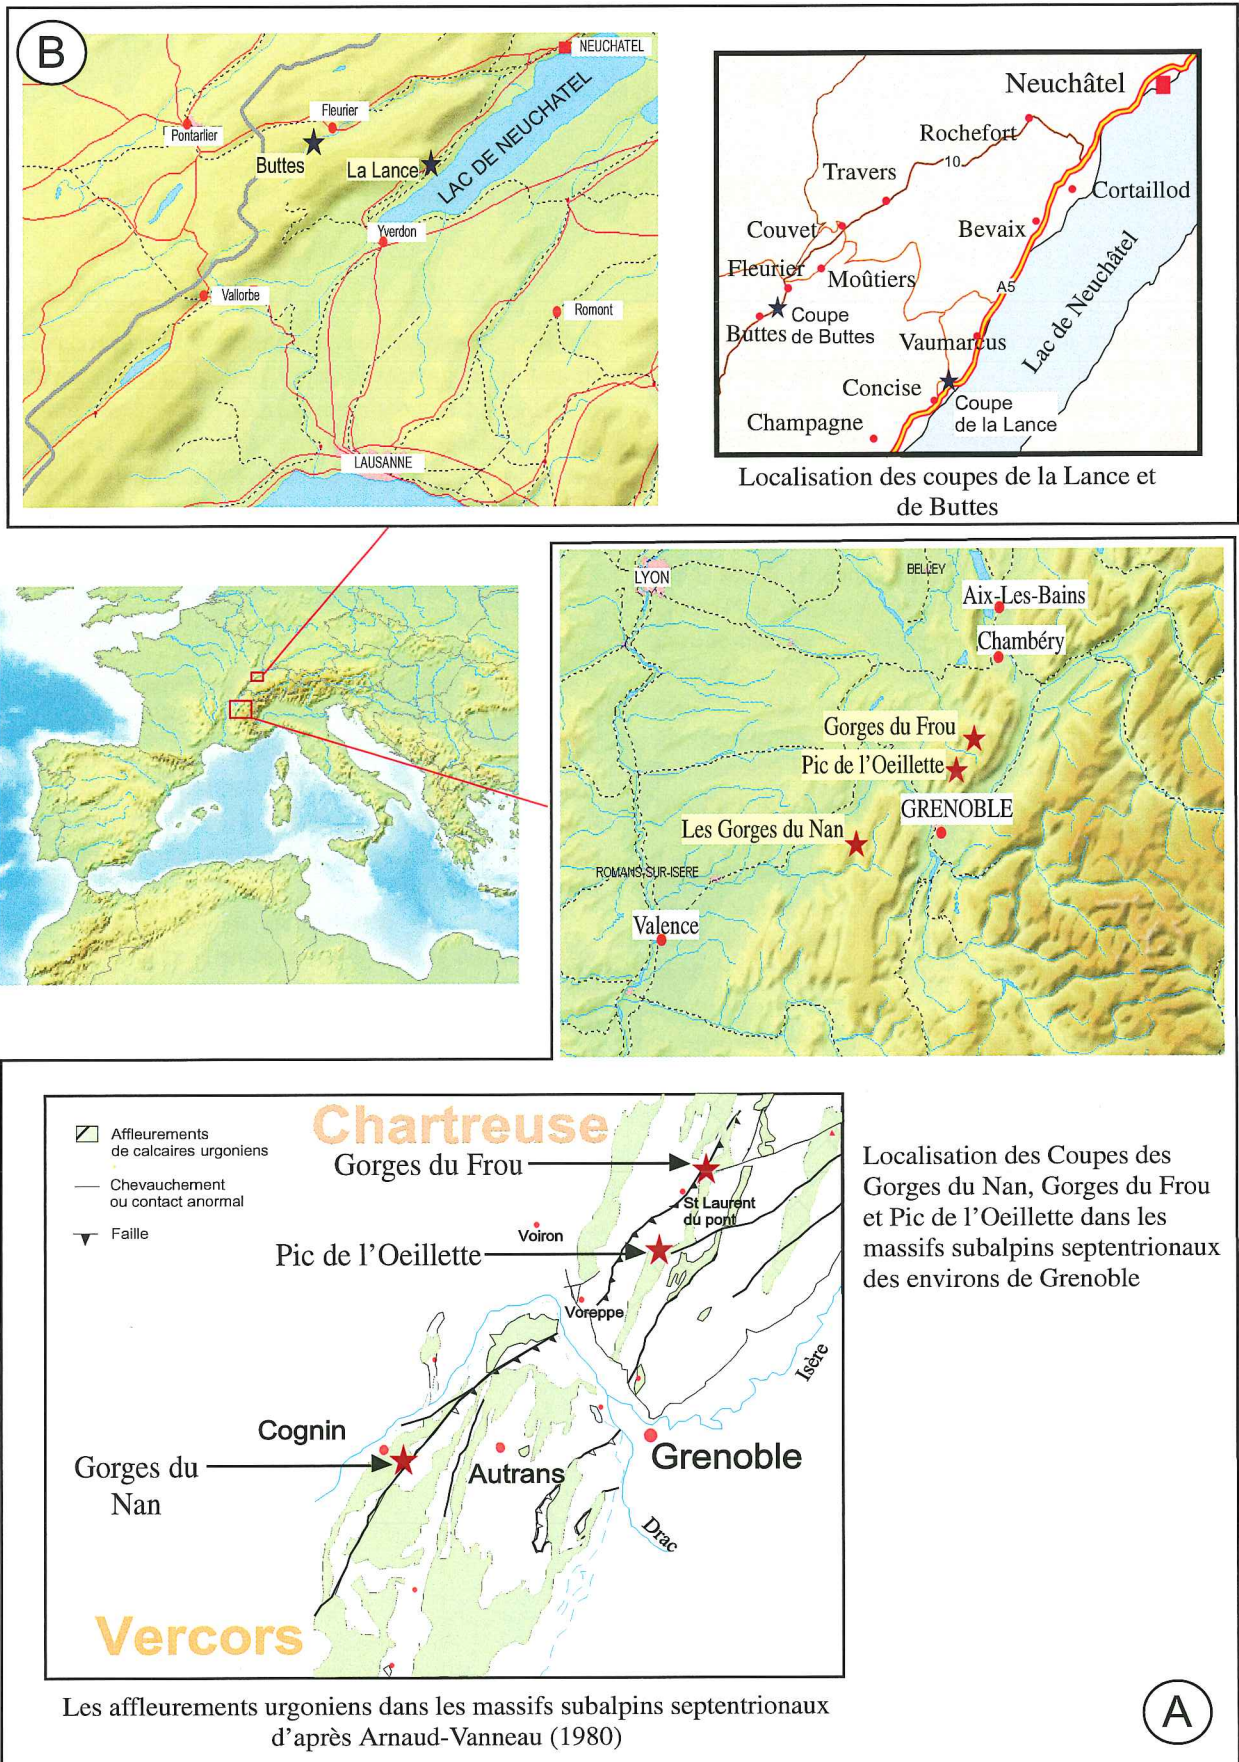 B
NEUCHATEL
Fleurier
Pontarlier
Buttes
La Lance
LAC DE NEUCHATEL
Yverdon
Vallorbe
Romont
LAUSANNE
Neuchâtel
Rochefort
10
Travers
Cortaillod
Couvet
Bevaix
Fleurier
Moûtiers
A5
Lac de Neuchâtel
Coupe
Buttes de Buttes
Vaumarcus
Concise
Coupe
de la Lance
Champagne
Localisation des coupes de la Lance et
de Buttes
LYON
BELLEY
Aix-Les-Bains
Chambéry
Gorges du Frou
Pic de l'Oeillette
GRENOBLE
Les Gorges du Nan
ROMANS-SUR-ISERE
Valence
Affleurements
de calcaires urgoniens
Chevauchement
ou contact anormal
Faille
Chartreuse
Gorges du Frou
St Laurent
du pont
Voiron
Pic de l'Oeillette
Voreppe
Isère
Cognin
Grenoble
Autrans
Gorges du
Nan
Drac
Vercors
Localisation des Coupes des
Gorges du Nan, Gorges du Frou
et Pic de l'Oeillette dans les
massifs subalpins septentrionaux
des environs de Grenoble
Les affleurements urgoniens dans les massifs subalpins septentrionaux
d'après Arnaud-Vanneau (1980)
A